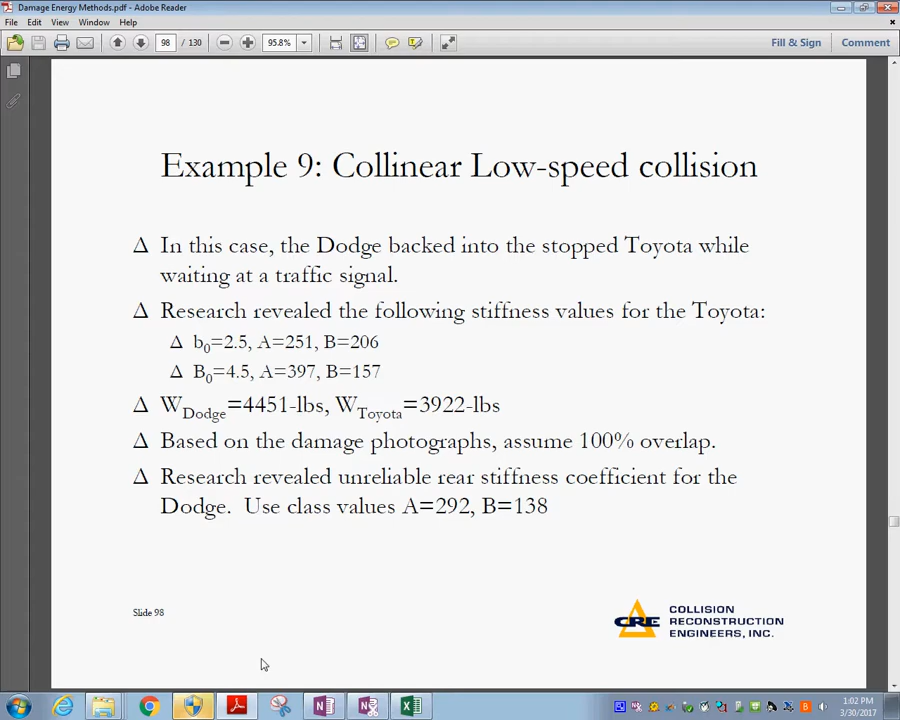 Damage Energy Methods.pdf - Adobe Reader
File Edit View Window Help
98 / 130 95.8% Fill & Sign Comment
Example 9: Collinear Low-speed collision
Δ In this case, the Dodge backed into the stopped Toyota while
waiting at a traffic signal.
Δ Research revealed the following stiffness values for the Toyota:
Δ b0=2.5, A=251, B=206
Δ B0=4.5, A=397, B=157
Δ WDodge=4451-lbs, WToyota=3922-lbs
Δ Based on the damage photographs, assume 100% overlap.
Δ Research revealed unreliable rear stiffness coefficient for the
Dodge. Use class values A=292, B=138
Slide 98
CRE
COLLISION
RECONSTRUCTION
ENGINEERS, INC.
1:02 PM
3/30/2017